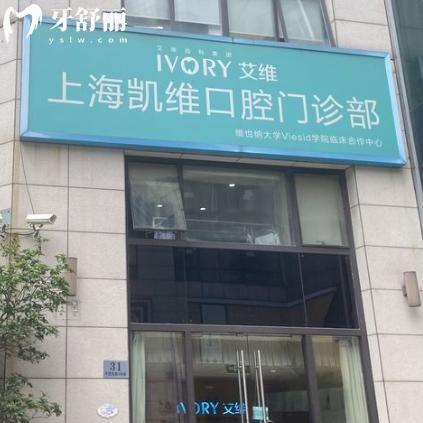 牙舒丽
yslw.com
艾维齿科集团
IVORY 艾维
上海凯维口腔门诊部
维也纳大学Viesid学院临床合作中心
31
IVORY 艾维